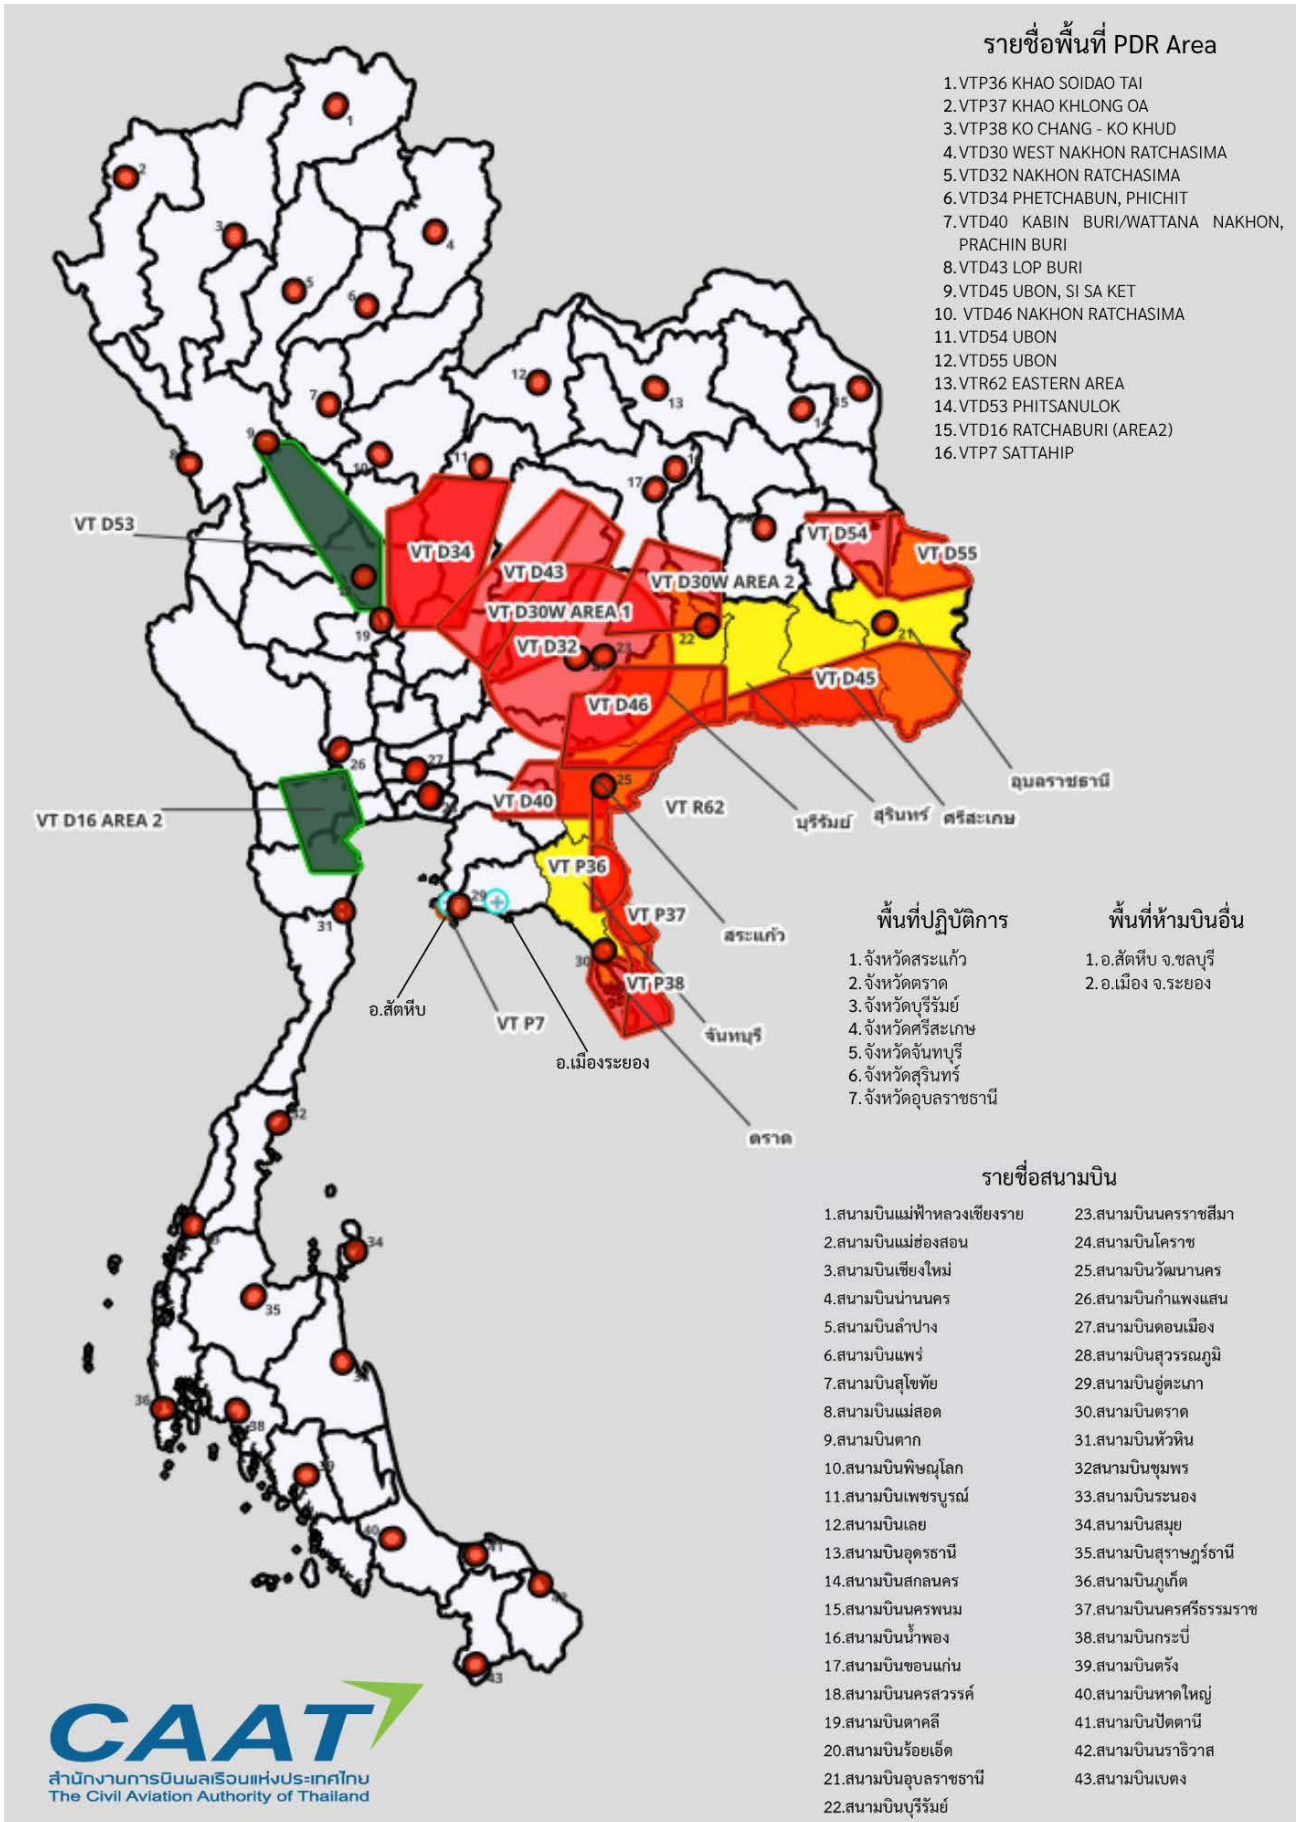 รายชื่อพื้นที่ PDR Area
1. VTP36 KHAO SOIDAO TAI
2. VTP37 KHAO KHLONG OA
3. VTP38 KO CHANG - KO KHUD
4. VTD30 WEST NAKHON RATCHASIMA
5. VTD32 NAKHON RATCHASIMA
6. VTD34 PHETCHABUN, PHICHIT
7. VTD40 KABIN BURI/WATTANA NAKHON,
PRACHIN BURI
8. VTD43 LOP BURI
9. VTD45 UBON, SI SA KET
10. VTD46 NAKHON RATCHASIMA
11. VTD54 UBON
12. VTD55 UBON
13. VTR62 EASTERN AREA
14. VTD53 PHITSANULOK
15. VTD16 RATCHABURI (AREA2)
16. VTP7 SATTAHIP
1
2
3
4
5
6
7
12
13
14
15
9
8
10
11
17
VT D53
VT D34
VT D43
VT D54
VT D55
VT D30W AREA 2
VT D30W AREA 1
19
22
21
VT D32
23
VT D45
VT D46
26
27
25
อุบลราชธานี
VT D40
VT R62
VT D16 AREA 2
บุรีรัมย์
สุรินทร์
ศรีสะเกษ
VT P36
29
31
VT P37
สระแก้ว
30
VT P38
อ.สัตหีบ
VT P7
จันทบุรี
อ.เมืองระยอง
ตราด
32
34
35
36
38
39
40
41
42
43
พื้นที่ปฏิบัติการ
1. จังหวัดสระแก้ว
2. จังหวัดตราด
3. จังหวัดบุรีรัมย์
4. จังหวัดศรีสะเกษ
5. จังหวัดจันทบุรี
6. จังหวัดสุรินทร์
7. จังหวัดอุบลราชธานี
พื้นที่ห้ามบินอื่น
1. อ.สัตหีบ จ.ชลบุรี
2. อ.เมือง จ.ระยอง
รายชื่อสนามบิน
1.สนามบินแม่ฟ้าหลวงเชียงราย
2.สนามบินแม่ฮ่องสอน
3.สนามบินเชียงใหม่
4.สนามบินน่านนคร
5.สนามบินลำปาง
6.สนามบินแพร่
7.สนามบินสุโขทัย
8.สนามบินแม่สอด
9.สนามบินตาก
10.สนามบินพิษณุโลก
11.สนามบินเพชรบูรณ์
12.สนามบินเลย
13.สนามบินอุดรธานี
14.สนามบินสกลนคร
15.สนามบินนครพนม
16.สนามบินน้ำพอง
17.สนามบินขอนแก่น
18.สนามบินนครสวรรค์
19.สนามบินตาคลี
20.สนามบินร้อยเอ็ด
21.สนามบินอุบลราชธานี
22.สนามบินบุรีรัมย์
23.สนามบินนครราชสีมา
24.สนามบินโคราช
25.สนามบินวัฒนานคร
26.สนามบินกำแพงแสน
27.สนามบินดอนเมือง
28.สนามบินสุวรรณภูมิ
29.สนามบินอู่ตะเภา
30.สนามบินตราด
31.สนามบินหัวหิน
32สนามบินชุมพร
33.สนามบินระนอง
34.สนามบินสมุย
35.สนามบินสุราษฎร์ธานี
36.สนามบินภูเก็ต
37.สนามบินนครศรีธรรมราช
38.สนามบินกระบี่
39.สนามบินตรัง
40.สนามบินหาดใหญ่
41.สนามบินปัตตานี
42.สนามบินนราธิวาส
43.สนามบินเบตง
CAAT
สำนักงานการบินพลเรือนแห่งประเทศไทย
The Civil Aviation Authority of Thailand